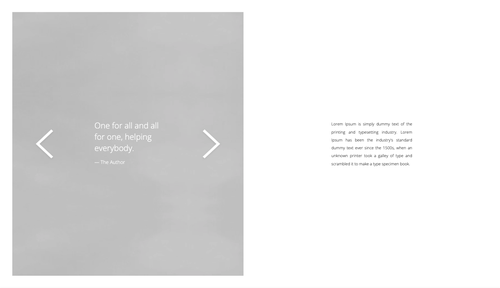 One for all and all
for one, helping
everybody.
— The Author
Lorem Ipsum is simply dummy text of the
printing and typesetting industry. Lorem
Ipsum has been the industry's standard
dummy text ever since the 1500s, when an
unknown printer took a galley of type and
scrambled it to make a type specimen book.